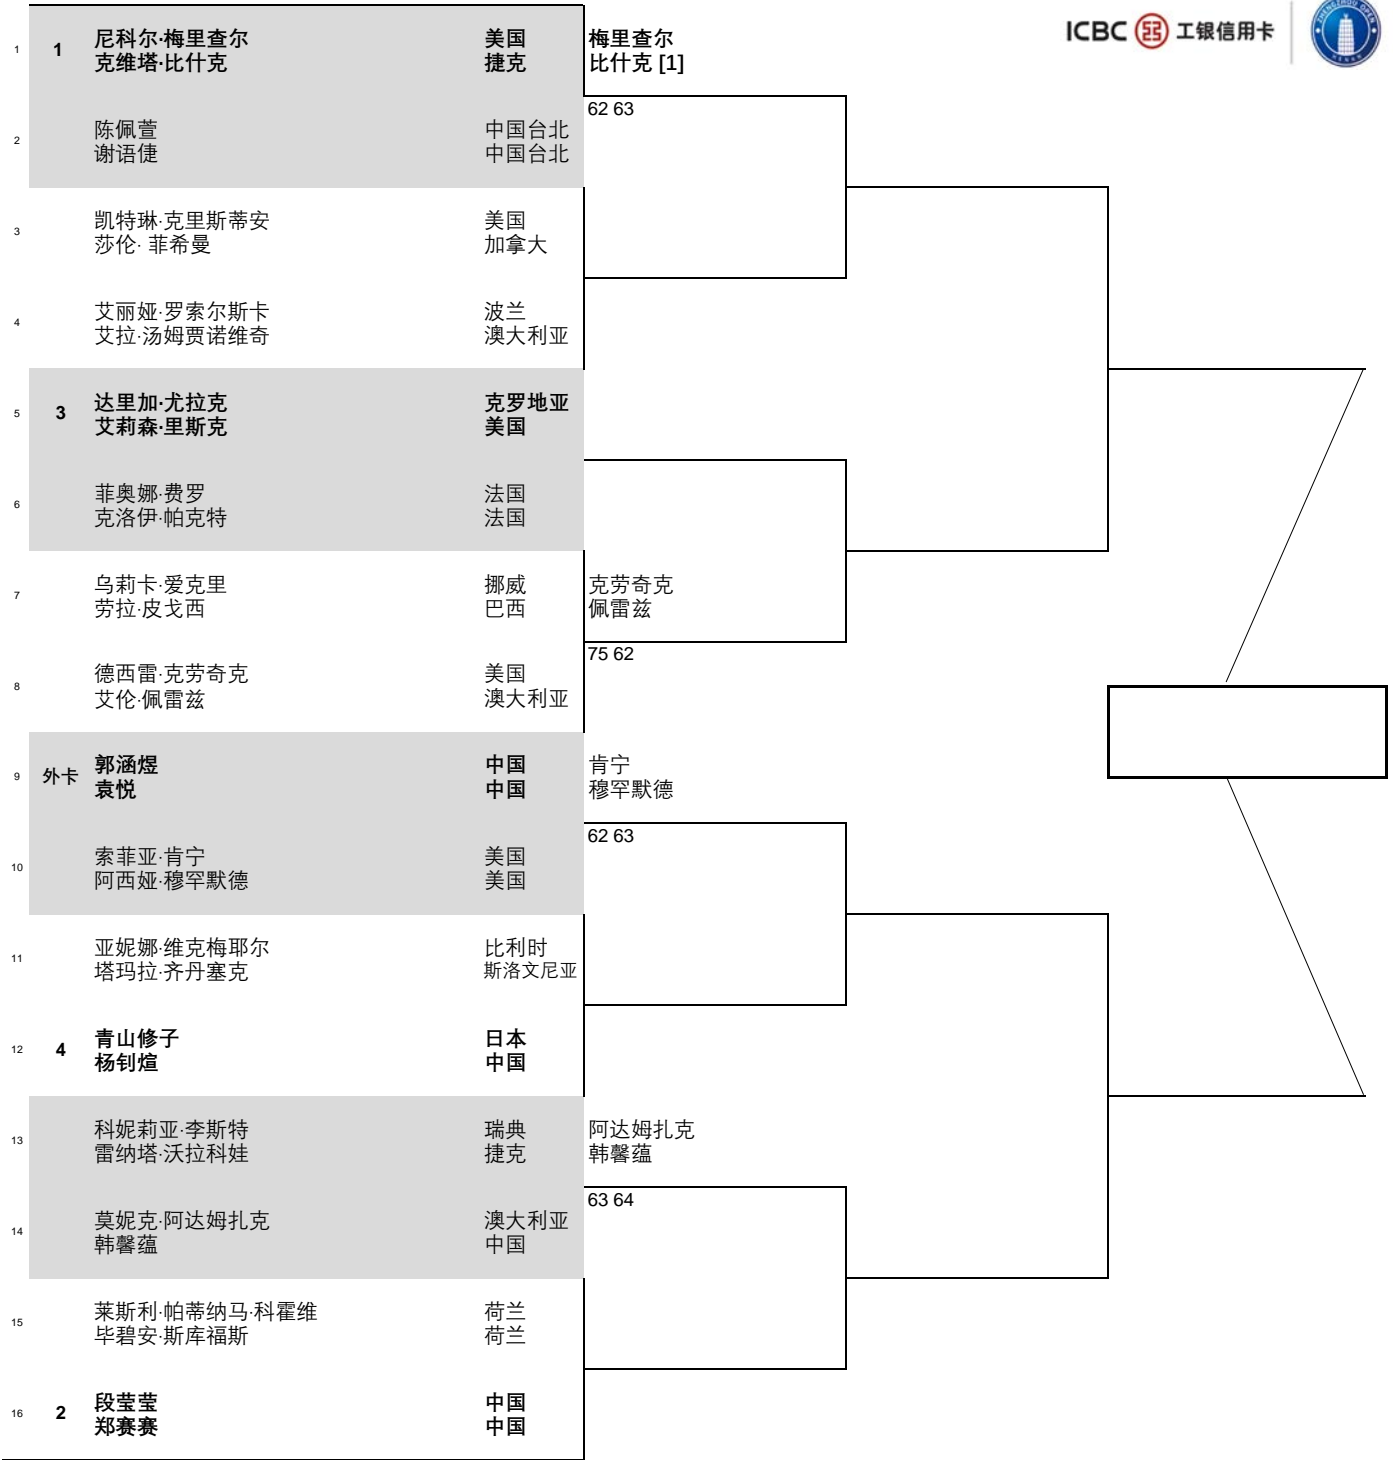 ICBC 工银信用卡
ZHENGZHOU OPEN
HENAN
1 1 尼科尔·梅里查尔 美国 梅里查尔
克维塔·比什克 捷克 比什克 [1]
62 63
2 陈佩萱 中国台北
谢语倢 中国台北
3 凯特琳·克里斯蒂安 美国
莎伦· 菲希曼 加拿大
4 艾丽娅·罗索尔斯卡 波兰
艾拉·汤姆贾诺维奇 澳大利亚
5 3 达里加·尤拉克 克罗地亚
艾莉森·里斯克 美国
6 菲奥娜·费罗 法国
克洛伊·帕克特 法国
7 乌莉卡·爱克里 挪威 克劳奇克
劳拉·皮戈西 巴西 佩雷兹
75 62
8 德西雷·克劳奇克 美国
艾伦·佩雷兹 澳大利亚
9 外卡 郭涵煜 中国 肯宁
袁悦 中国 穆罕默德
62 63
10 索菲亚·肯宁 美国
阿西娅·穆罕默德 美国
11 亚妮娜·维克梅耶尔 比利时
塔玛拉·齐丹塞克 斯洛文尼亚
12 4 青山修子 日本
杨钊煊 中国
13 科妮莉亚·李斯特 瑞典 阿达姆扎克
雷纳塔·沃拉科娃 捷克 韩馨蕴
63 64
14 莫妮克·阿达姆扎克 澳大利亚
韩馨蕴 中国
15 莱斯利·帕蒂纳马·科霍维 荷兰
毕碧安·斯库福斯 荷兰
16 2 段莹莹 中国
郑赛赛 中国